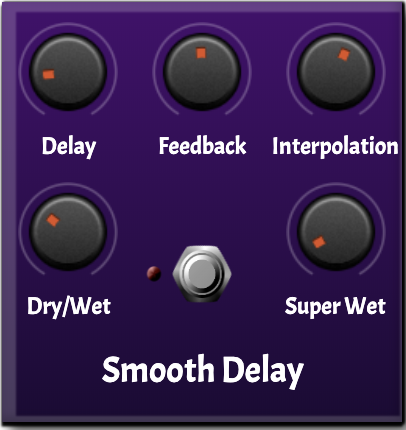 Delay
Feedback
Interpolation
Dry/Wet
Super Wet
Smooth Delay